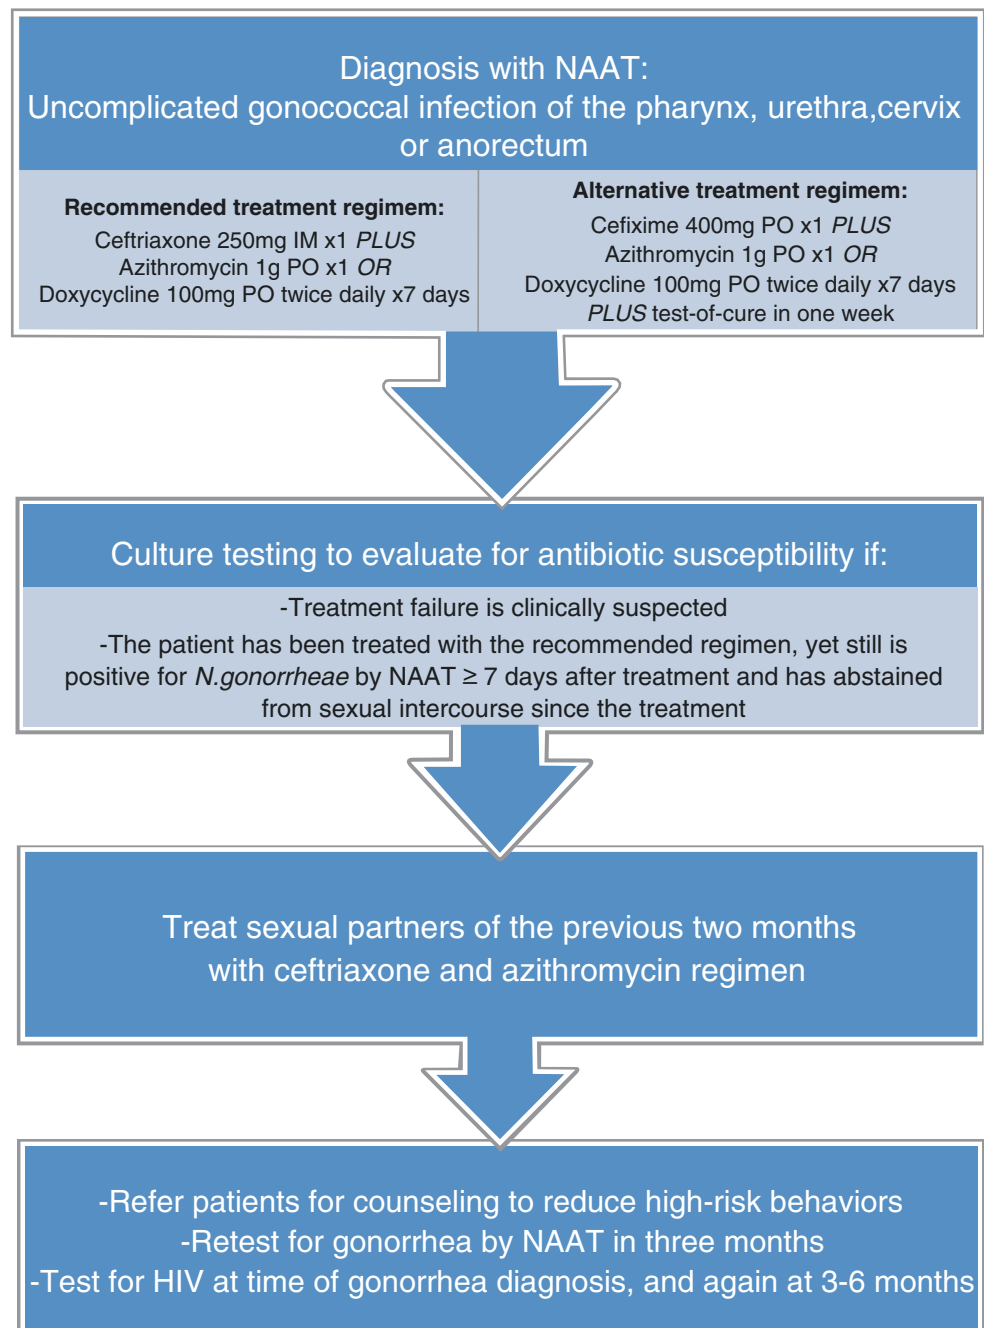 Diagnosis with NAAT:
Uncomplicated gonococcal infection of the pharynx, urethra,cervix
or anorectum
Recommended treatment regimem:
Ceftriaxone 250mg IM x1 PLUS
Azithromycin 1g PO x1 OR
Doxycycline 100mg PO twice daily x7 days
Alternative treatment regimem:
Cefixime 400mg PO x1 PLUS
Azithromycin 1g PO x1 OR
Doxycycline 100mg PO twice daily x7 days
PLUS test-of-cure in one week
Culture testing to evaluate for antibiotic susceptibility if:
-Treatment failure is clinically suspected
-The patient has been treated with the recommended regimen, yet still is
positive for N.gonorrheae by NAAT ≥ 7 days after treatment and has abstained
from sexual intercourse since the treatment
Treat sexual partners of the previous two months
with ceftriaxone and azithromycin regimen
-Refer patients for counseling to reduce high-risk behaviors
-Retest for gonorrhea by NAAT in three months
-Test for HIV at time of gonorrhea diagnosis, and again at 3-6 months